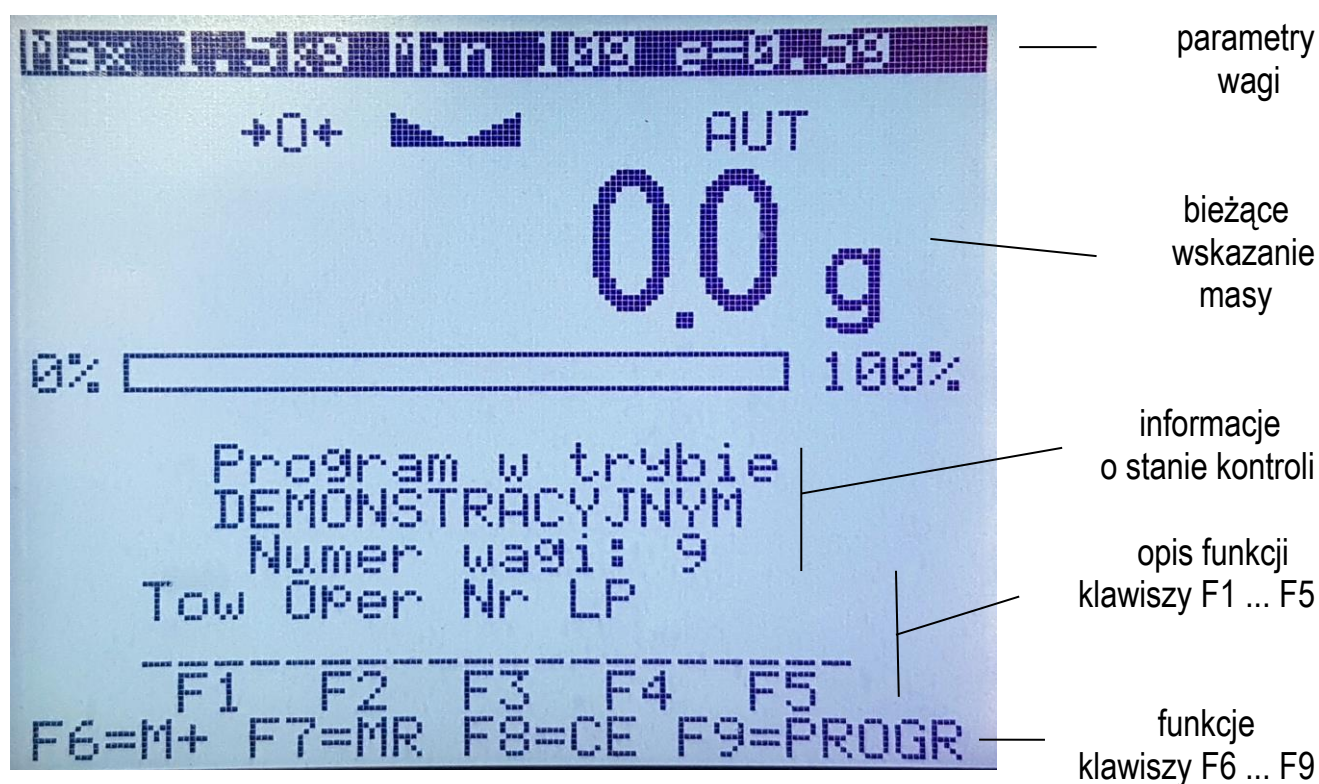 Max 1.5kg Min 10g e=0.5g
→0← AUT
0.0 g
0% 100%
Program w trybie
DEMONSTRACYJNYM
Numer wagi: 9
Tow Oper Nr LP
F1 F2 F3 F4 F5
F6=M+ F7=MR F8=CE F9=PROGR
parametry
wagi
bieżące
wskazanie
masy
informacje
o stanie kontroli
opis funkcji
klawiszy F1 ... F5
funkcje
klawiszy F6 ... F9